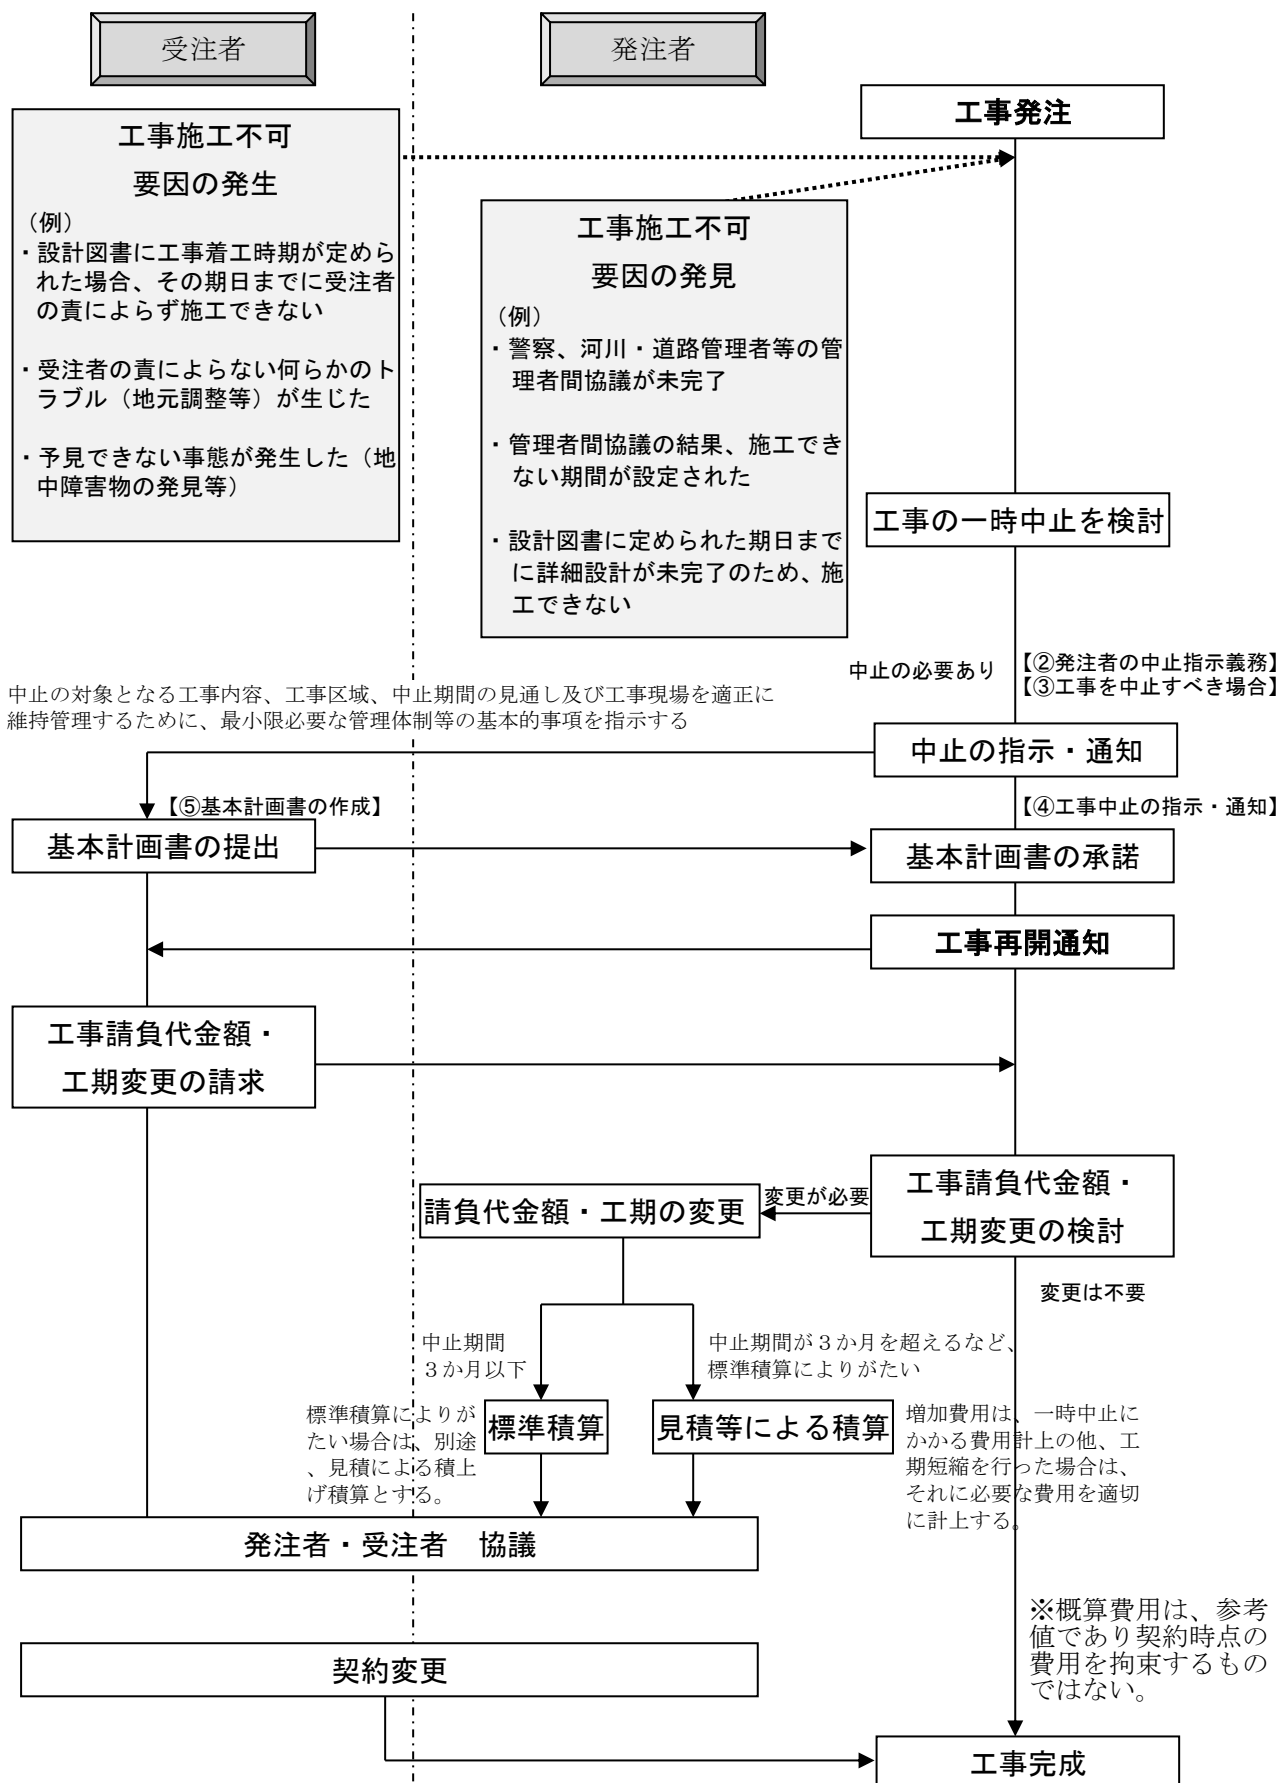 受注者
発注者
工事発注
工事施工不可
要因の発生
（例）
・設計図書に工事着工時期が定めら
れた場合、その期日までに受注者
の責によらず施工できない
・受注者の責によらない何らかのト
ラブル（地元調整等）が生じた
・予見できない事態が発生した（地
中障害物の発見等）
工事施工不可
要因の発見
（例）
・警察、河川・道路管理者等の管
理者間協議が未完了
・管理者間協議の結果、施工でき
ない期間が設定された
・設計図書に定められた期日まで
に詳細設計が未完了のため、施
工できない
工事の一時中止を検討
中止の必要あり
【②発注者の中止指示義務】
【③工事を中止すべき場合】
中止の対象となる工事内容、工事区域、中止期間の見通し及び工事現場を適正に
維持管理するために、最小限必要な管理体制等の基本的事項を指示する
中止の指示・通知
【⑤基本計画書の作成】
【④工事中止の指示・通知】
基本計画書の提出
基本計画書の承諾
工事再開通知
工事請負代金額・
工期変更の請求
工事請負代金額・
工期変更の検討
変更が必要
請負代金額・工期の変更
変更は不要
中止期間
３か月以下
中止期間が３か月を超えるなど、
標準積算によりがたい
標準積算によりが
たい場合は、別途
、見積による積上
げ積算とする。
標準積算
見積等による積算
増加費用は、一時中止に
かかる費用計上の他、工
期短縮を行った場合は、
それに必要な費用を適切
に計上する。
発注者・受注者　協議
※概算費用は、参考
値であり契約時点の
費用を拘束するもの
ではない。
契約変更
工事完成